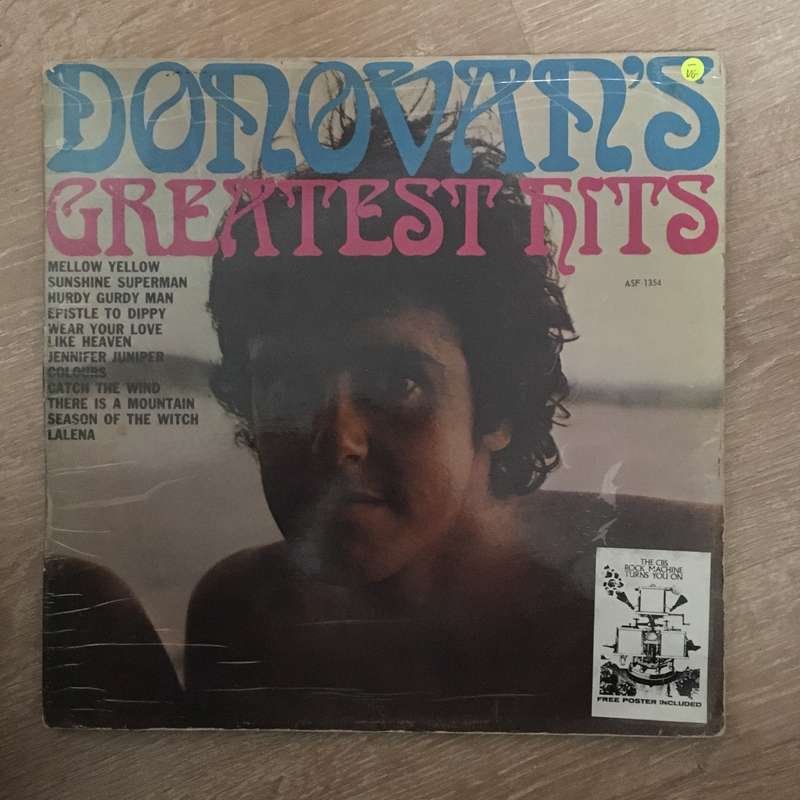 DONOVAN'S
VG
GREATEST HITS
MELLOW YELLOW
SUNSHINE SUPERMAN
HURDY GURDY MAN
EPISTLE TO DIPPY
WEAR YOUR LOVE
LIKE HEAVEN
JENNIFER JUNIPER
COLOURS
CATCH THE WIND
THERE IS A MOUNTAIN
SEASON OF THE WITCH
LALENA
ASF 1354
THE CBS
ROCK MACHINE
TURNS YOU ON
FREE POSTER INCLUDED